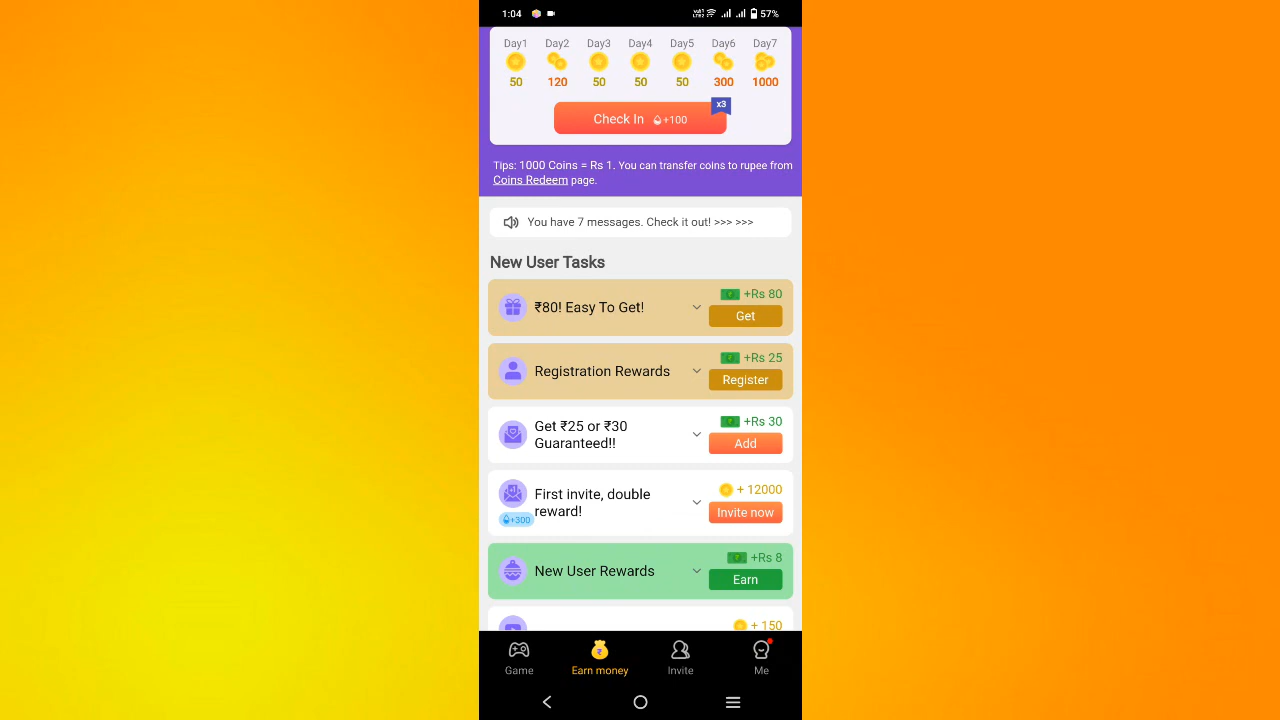 1:04 57%
Day1 Day2 Day3 Day4 Day5 Day6 Day7
50 120 50 50 50 300 1000
x3
Check In +100
Tips: 1000 Coins = Rs 1. You can transfer coins to rupee from
Coins Redeem page.
You have 7 messages. Check it out! >>> >>>
New User Tasks
+Rs 80
₹80! Easy To Get!
Get
+Rs 25
Registration Rewards
Register
+Rs 30
Get ₹25 or ₹30
Guaranteed!!
Add
+ 12000
First invite, double
reward!
Invite now
+300
+Rs 8
New User Rewards
Earn
+ 150
Game Earn money Invite Me